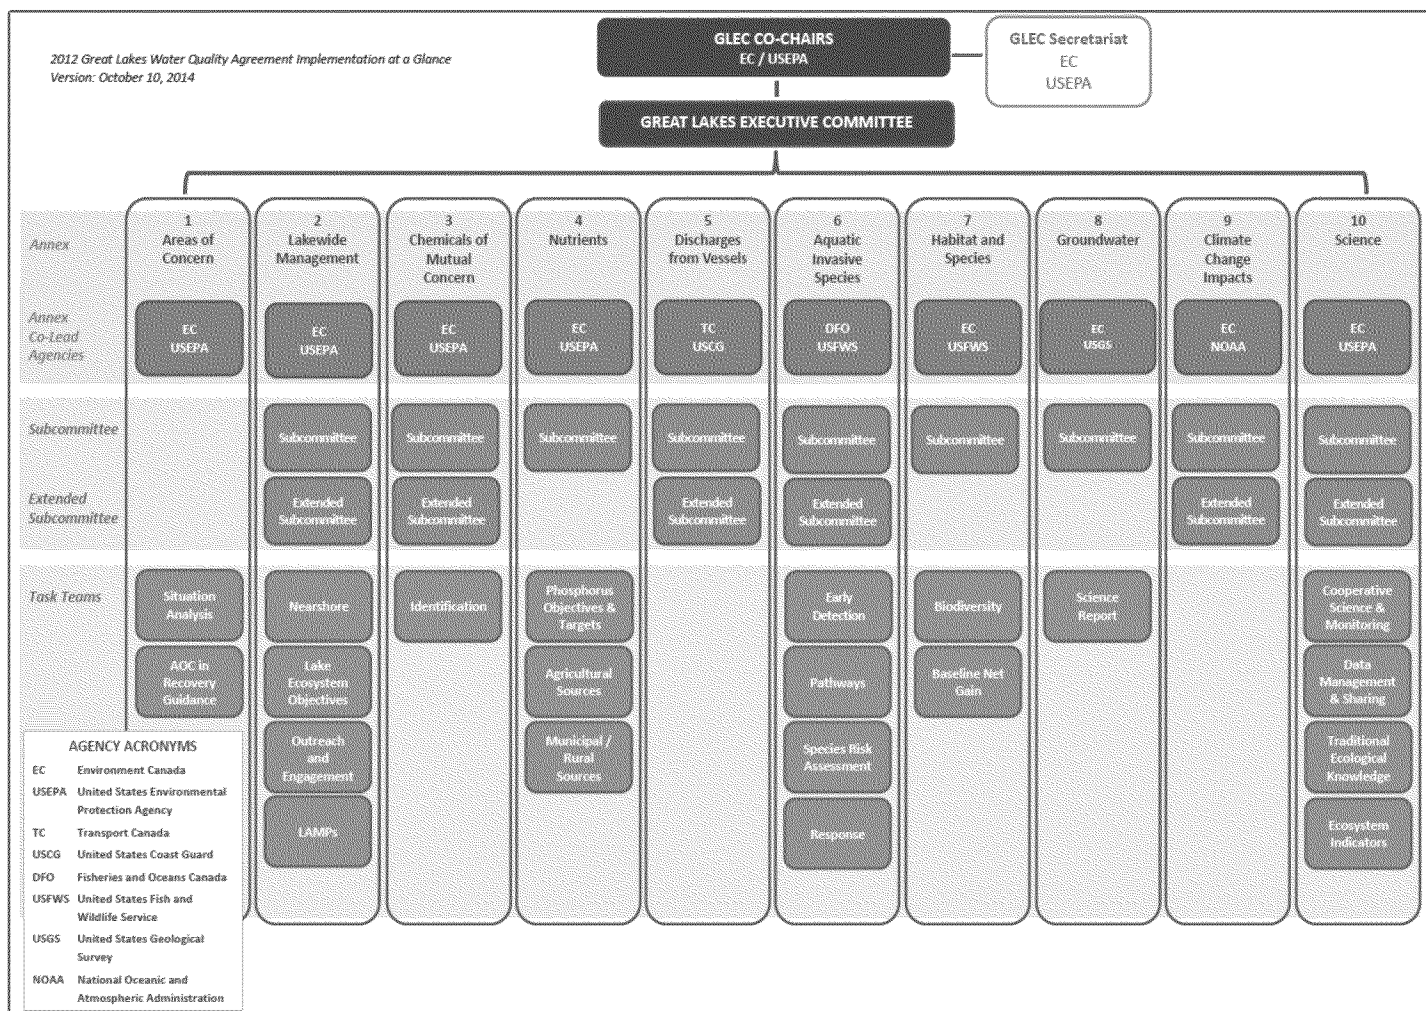 2012 Great Lakes Water Quality Agreement Implementation at a Glance
Version: October 10, 2014
GLEC CO-CHAIRS
EC / USEPA
GLEC Secretariat
EC
USEPA
GREAT LAKES EXECUTIVE COMMITTEE
Annex
1
Areas of
Concern
2
Lakewide
Management
3
Chemicals of
Mutual
Concern
4
Nutrients
5
Discharges
from Vessels
6
Aquatic
Invasive
Species
7
Habitat and
Species
8
Groundwater
9
Climate
Change
Impacts
10
Science
Annex
Co-Lead
Agencies
EC
USEPA
EC
USEPA
EC
USEPA
EC
USEPA
TC
USCG
DFO
USFWS
EC
USFWS
EC
USGS
EC
NOAA
EC
USEPA
Subcommittee
Subcommittee
Subcommittee
Subcommittee
Subcommittee
Subcommittee
Subcommittee
Subcommittee
Subcommittee
Subcommittee
Extended
Subcommittee
Extended
Subcommittee
Extended
Subcommittee
Extended
Subcommittee
Extended
Subcommittee
Extended
Subcommittee
Extended
Subcommittee
Task Teams
Situation
Analysis
AOC in
Recovery
Guidance
Nearshore
Lake
Ecosystem
Objectives
Outreach
and
Engagement
LAMPs
Identification
Phosphorus
Objectives &
Targets
Agricultural
Sources
Municipal /
Rural
Sources
Early
Detection
Pathways
Species Risk
Assessment
Response
Biodiversity
Baseline Net
Gain
Science
Report
Cooperative
Science &
Monitoring
Data
Management
& Sharing
Traditional
Ecological
Knowledge
Ecosystem
Indicators
AGENCY ACRONYMS
EC Environment Canada
USEPA United States Environmental
Protection Agency
TC Transport Canada
USCG United States Coast Guard
DFO Fisheries and Oceans Canada
USFWS United States Fish and
Wildlife Service
USGS United States Geological
Survey
NOAA National Oceanic and
Atmospheric Administration